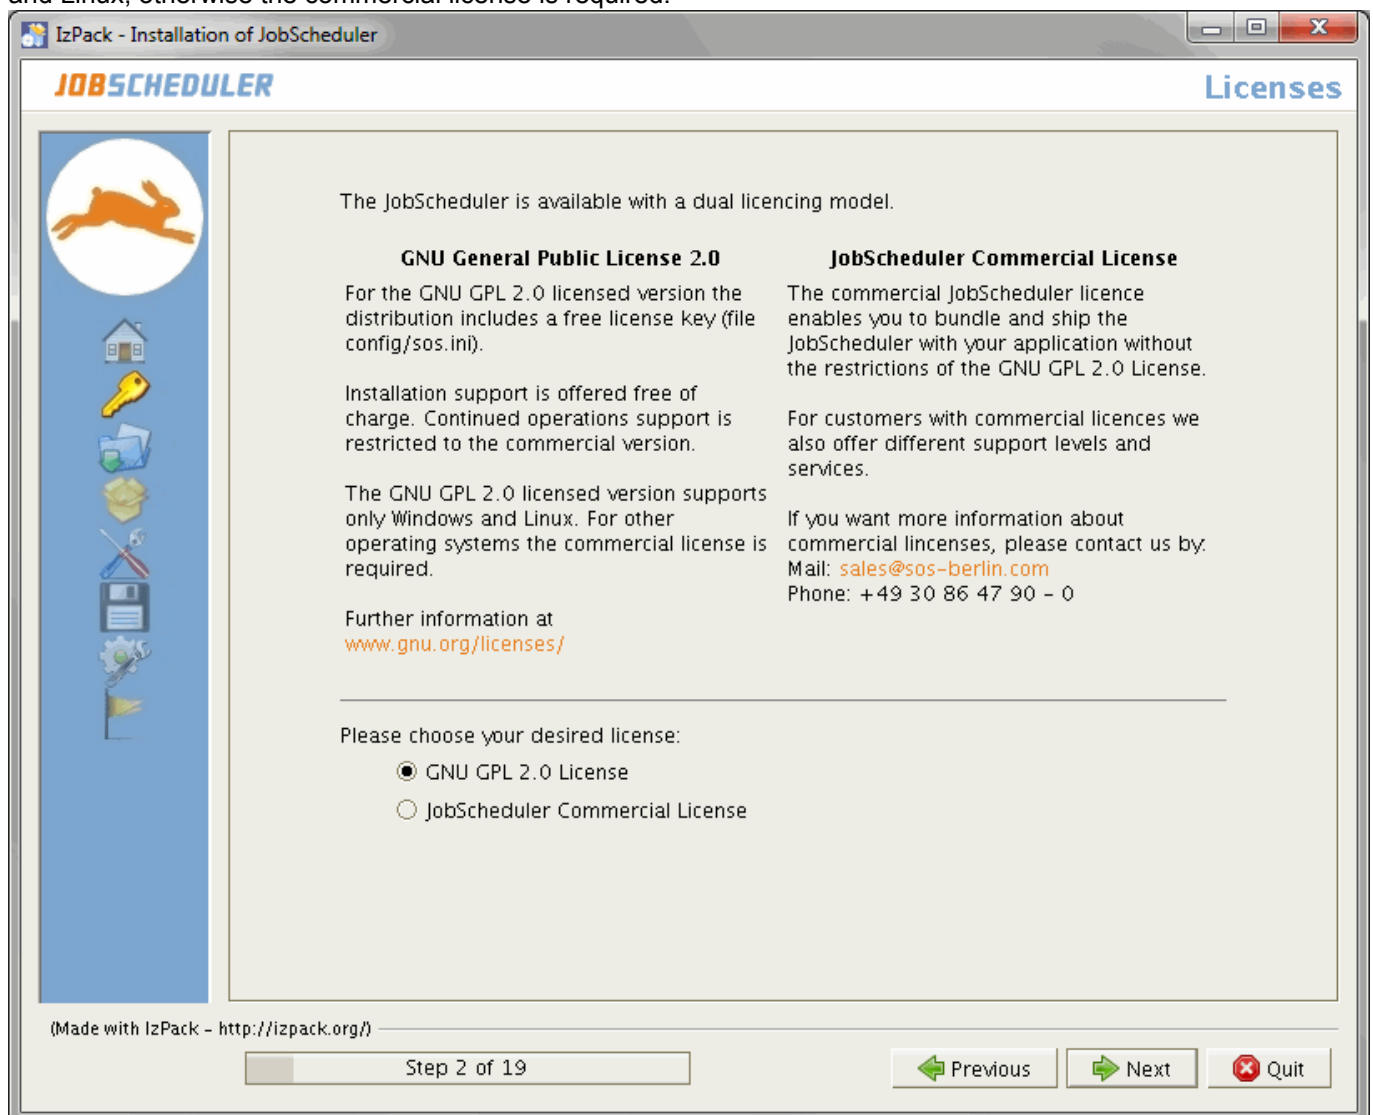 and Linux, otherwise the commercial license is required.
IzPack - Installation of JobScheduler
JOBSCHEDULER
Licenses
The JobScheduler is available with a dual licencing model.
GNU General Public License 2.0
For the GNU GPL 2.0 licensed version the
distribution includes a free license key (file
config/sos.ini).
Installation support is offered free of
charge. Continued operations support is
restricted to the commercial version.
The GNU GPL 2.0 licensed version supports
only Windows and Linux. For other
operating systems the commercial license is
required.
Further information at
www.gnu.org/licenses/
JobScheduler Commercial License
The commercial JobScheduler licence
enables you to bundle and ship the
JobScheduler with your application without
the restrictions of the GNU GPL 2.0 License.
For customers with commercial licences we
also offer different support levels and
services.
If you want more information about
commercial lincenses, please contact us by:
Mail: sales@sos-berlin.com
Phone: +49 30 86 47 90 - 0
Please choose your desired license:
GNU GPL 2.0 License
JobScheduler Commercial License
(Made with IzPack - http://izpack.org/)
Step 2 of 19
Previous
Next
Quit